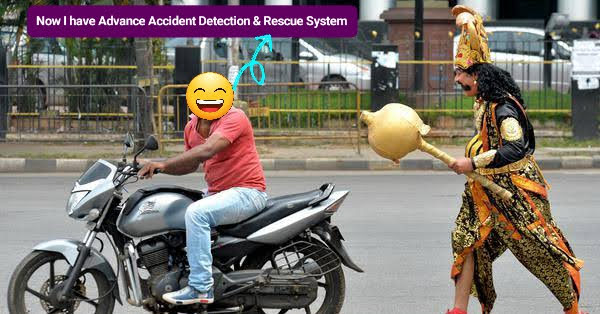 Now I have Advance Accident Detection & Rescue System